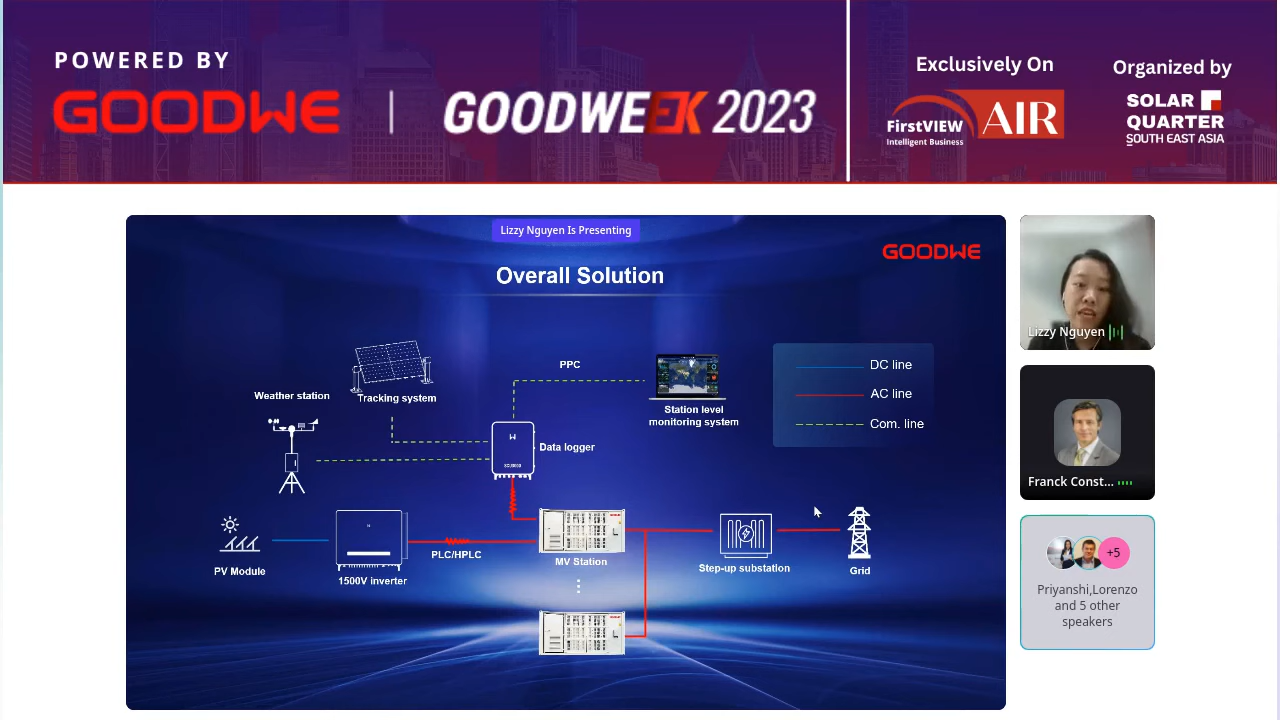 POWERED BY
GOODWE
GOODWEEK 2023
Exclusively On
FirstVIEW
Intelligent Business
AIR
Organized by
SOLAR
QUARTER
SOUTH EAST ASIA
Lizzy Nguyen Is Presenting
GOODWE
Overall Solution
Weather station
Tracking system
PPC
Station level
monitoring system
DC line
AC line
Com. line
Data logger
PV Module
1500V inverter
PLC/HPLC
MV Station
Step-up substation
Grid
Lizzy Nguyen
Franck Const...
+5
Priyanshi,Lorenzo
and 5 other
speakers